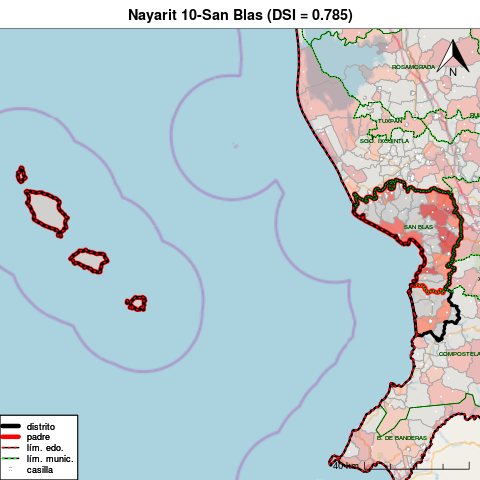 Nayarit 10-San Blas (DSI = 0.785)
ROSAMORADA
N
TUXPAN
SGO. IXCUINTLA
SAN BLAS
COMPOSTELA
B. DE BANDERAS
40 km
distrito
padre
lím. edo.
lím. munic.
casilla